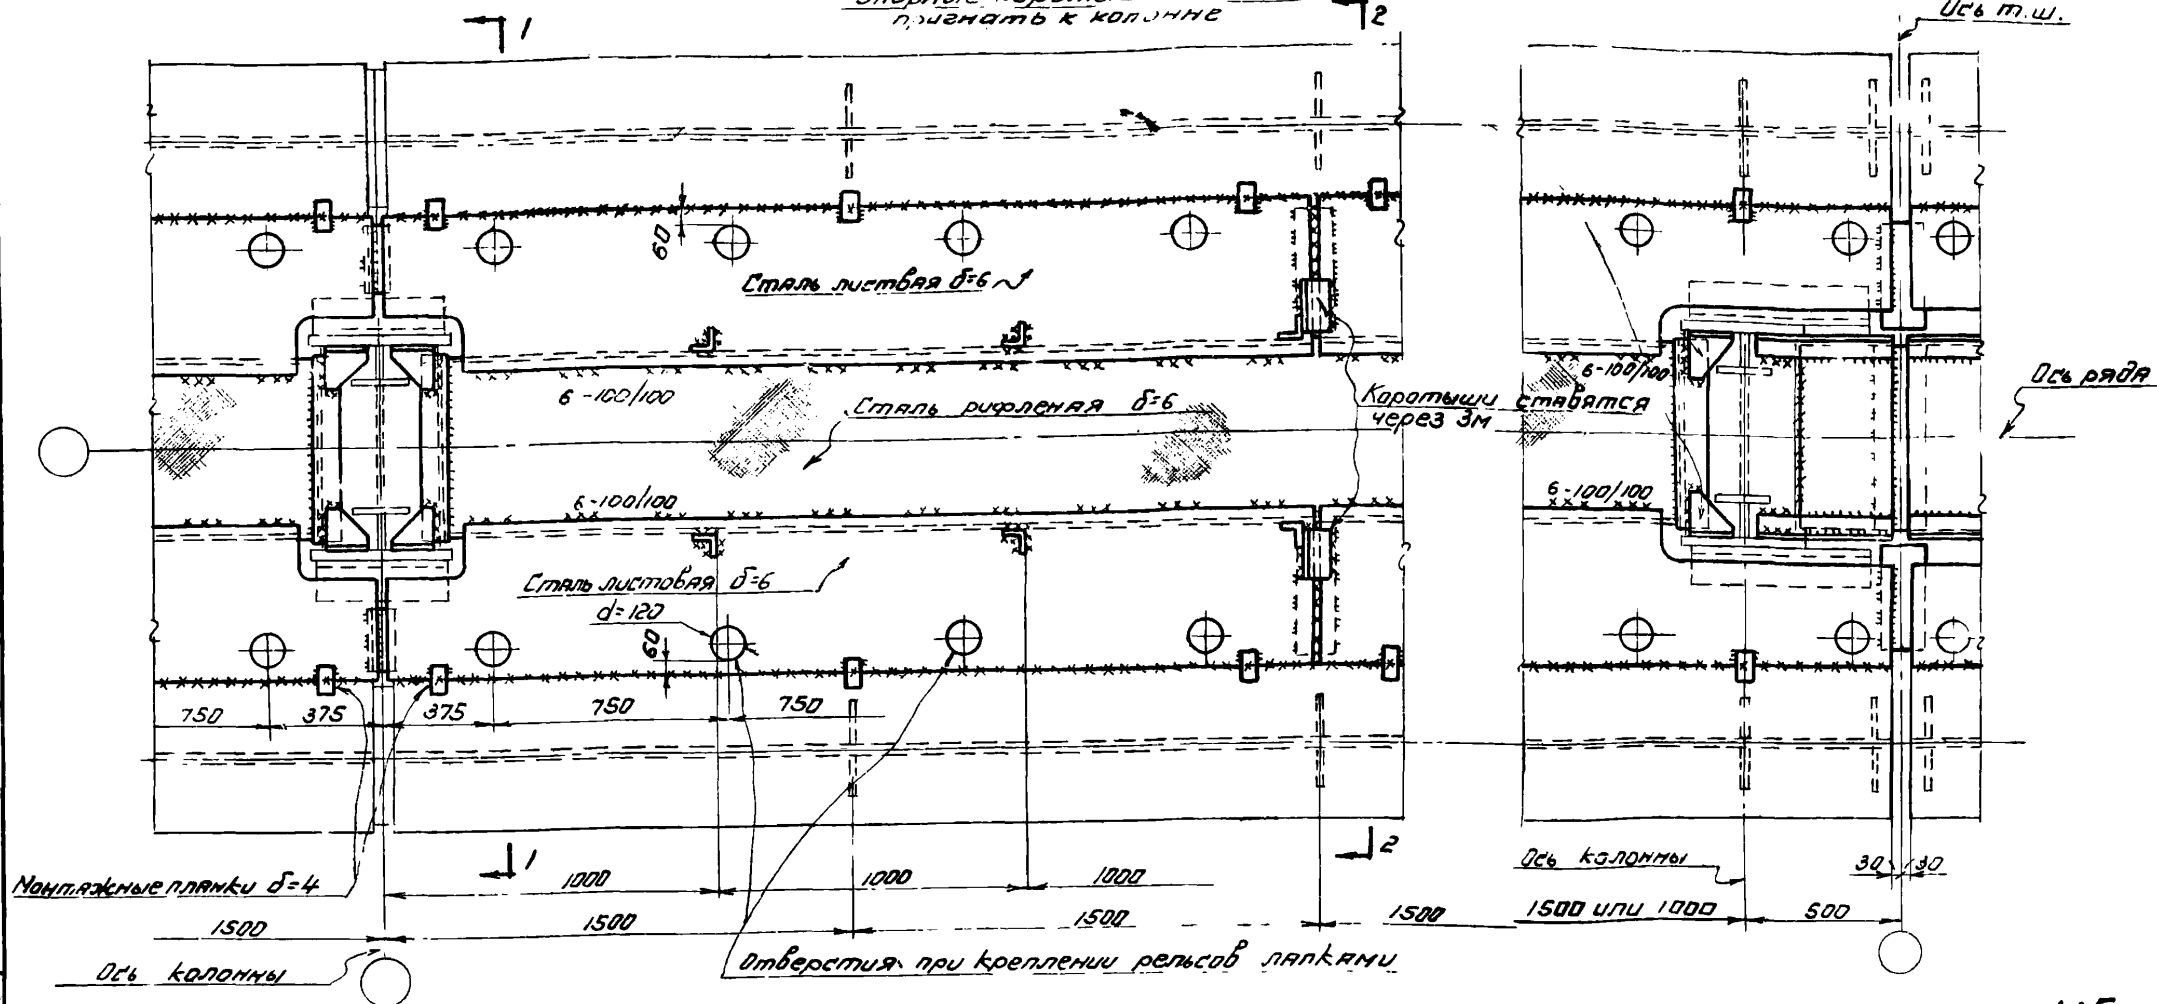 пригнать к колонне
1
2
Ось т.ш.
60
Сталь листвая δ=6
6-100/100
Сталь рифленая δ=6
Коротыши ставятся
через 3м
6-100/100
Ось ряда
6-100/100
6-100/100
Сталь листовая δ=6
d=120
60
750
375
375
750
750
1
2
Монтажные планки δ=4
1000
1000
1000
Ось колонны
30
30
1500
1500
1500
1500
1500 или 1000
500
Ось колонны
Отверстия при креплении рельсов лапками